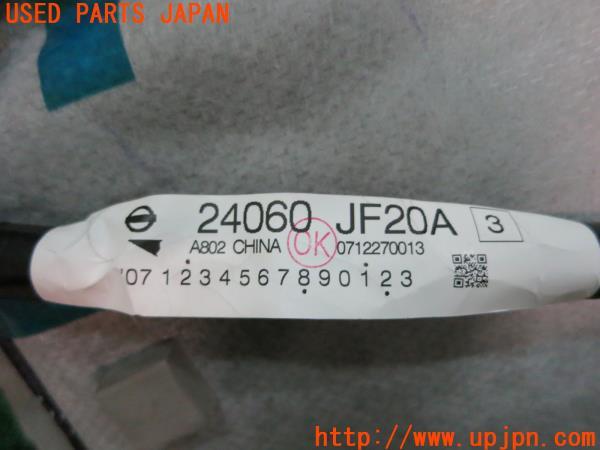 USED PARTS JAPAN
24060 JF20A 3
A802 CHINA OK 0712270013
'07 1 2 3 4 5 6 7 8 9 0 1 2 3
http://www.upjpn.com/